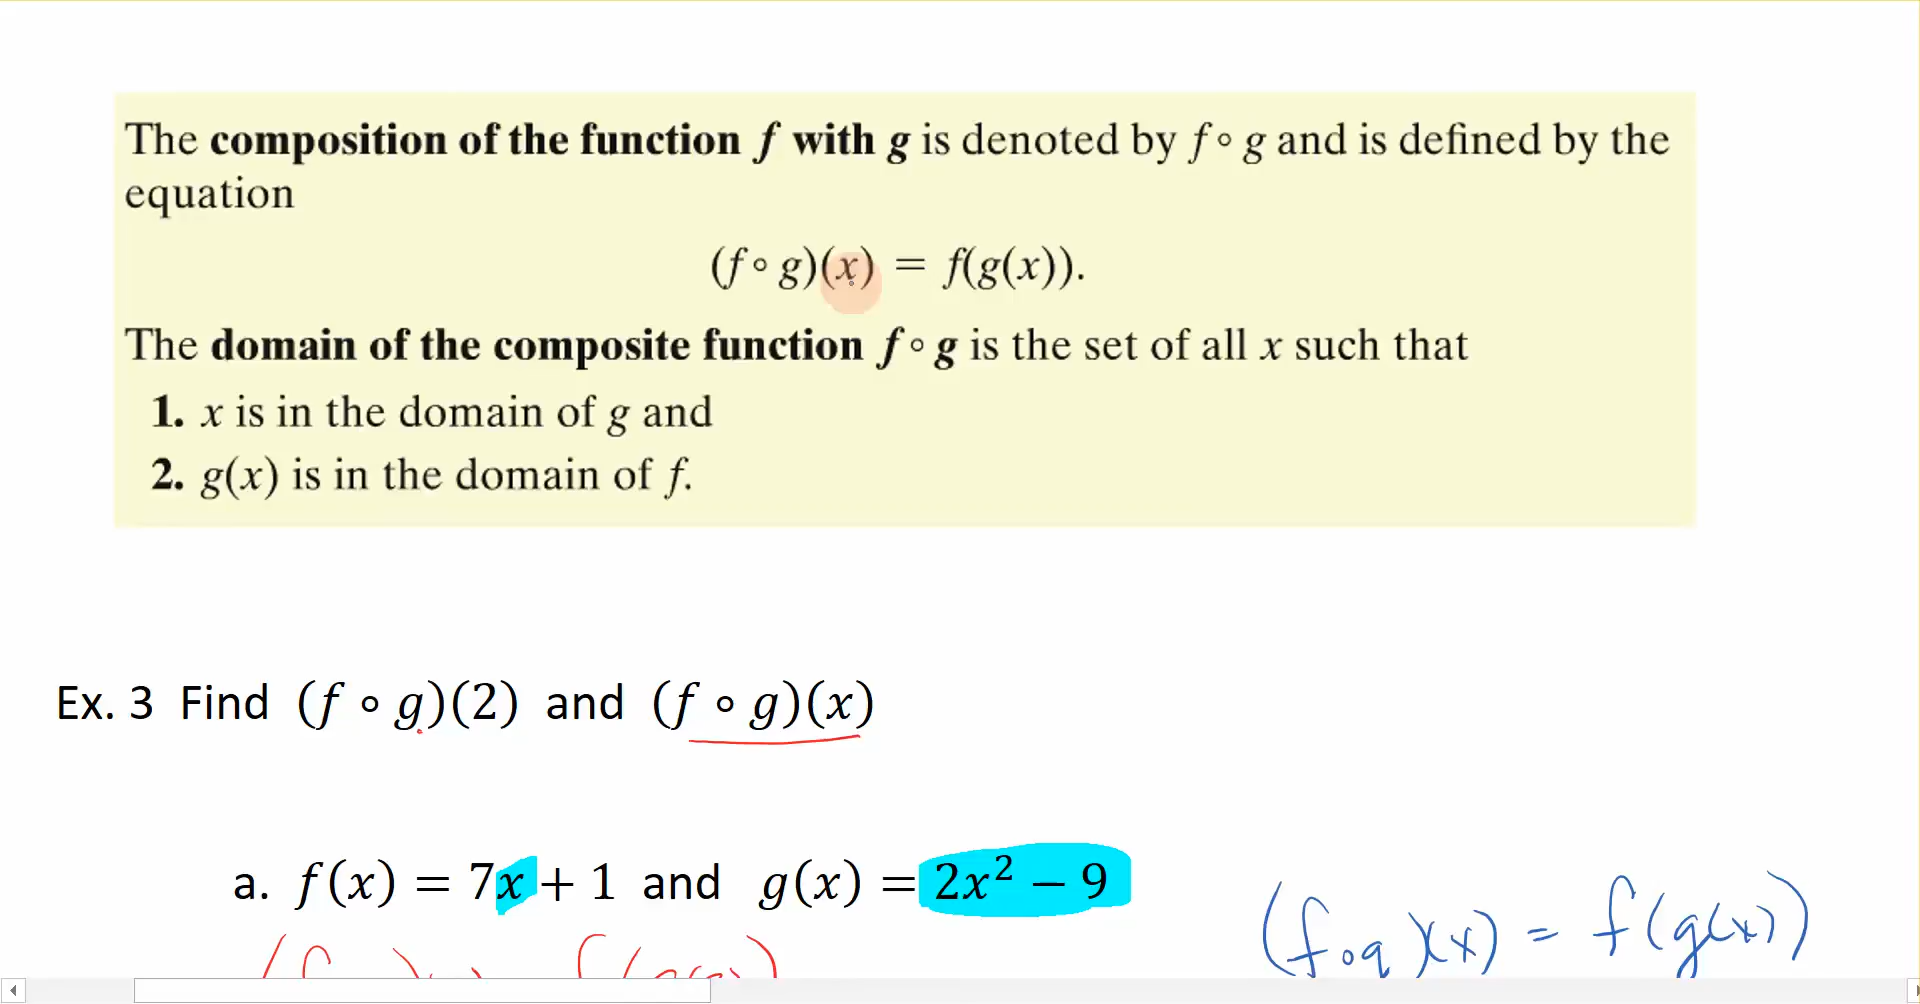 The composition of the function f with g is denoted by f ∘ g and is defined by the
equation
(f ∘ g)(x) = f(g(x)).
The domain of the composite function f ∘ g is the set of all x such that
1. x is in the domain of g and
2. g(x) is in the domain of f.
Ex. 3 Find (f ∘ g)(2) and (f ∘ g)(x)
a. f(x) = 7x + 1 and g(x) = 2x² − 9
(f∘g)(x) = f(g(x))